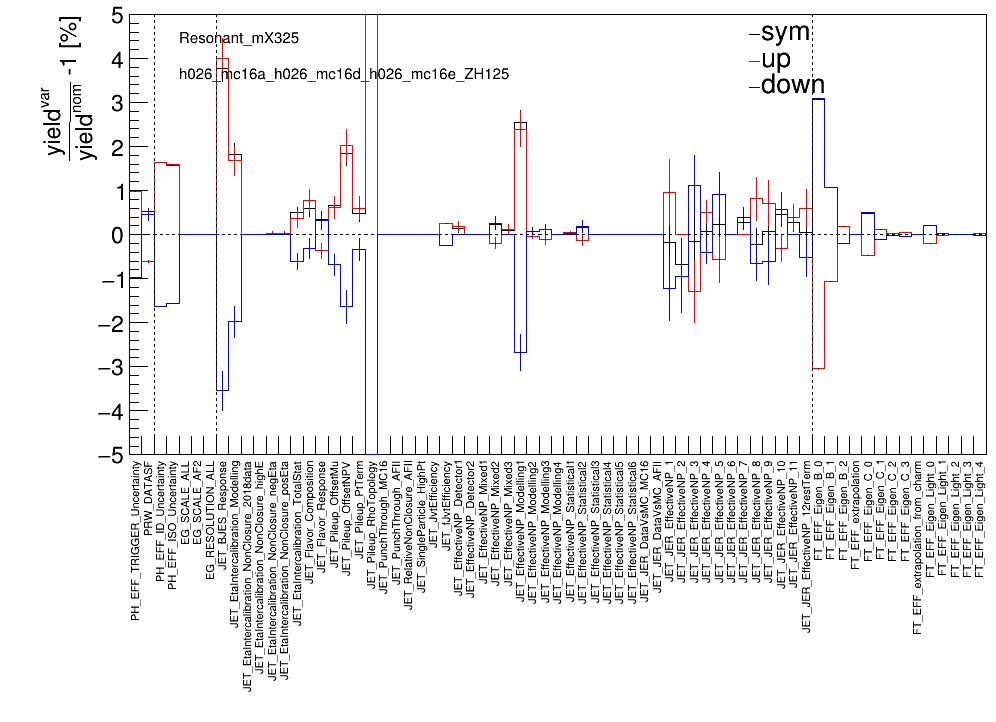 Resonant_mX325
h026_mc16a_h026_mc16d_h026_mc16e_ZH125
sym
up
down
yield^var
yield^nom -1 [%]
5
4
3
2
1
0
−1
−2
−3
−4
−5
PH_EFF_TRIGGER_Uncertainty
PRW_DATASF
PH_EFF_ID_Uncertainty
PH_EFF_ISO_Uncertainty
EG_SCALE_ALL
EG_SCALE_AF2
EG_RESOLUTION_ALL
JET_BJES_Response
JET_EtaIntercalibration_Modelling
JET_EtaIntercalibration_NonClosure_2018data
JET_EtaIntercalibration_NonClosure_highE
JET_EtaIntercalibration_NonClosure_negEta
JET_EtaIntercalibration_NonClosure_posEta
JET_EtaIntercalibration_TotalStat
JET_Flavor_Composition
JET_Flavor_Response
JET_Pileup_OffsetMu
JET_Pileup_OffsetNPV
JET_Pileup_PtTerm
JET_Pileup_RhoTopology
JET_PunchThrough_MC16
JET_PunchThrough_AFII
JET_RelativeNonClosure_AFII
JET_SingleParticle_HighPt
JET_JvtEfficiency
JET_fJvtEfficiency
JET_EffectiveNP_Detector1
JET_EffectiveNP_Detector2
JET_EffectiveNP_Mixed1
JET_EffectiveNP_Mixed2
JET_EffectiveNP_Mixed3
JET_EffectiveNP_Modelling1
JET_EffectiveNP_Modelling2
JET_EffectiveNP_Modelling3
JET_EffectiveNP_Modelling4
JET_EffectiveNP_Statistical1
JET_EffectiveNP_Statistical2
JET_EffectiveNP_Statistical3
JET_EffectiveNP_Statistical4
JET_EffectiveNP_Statistical5
JET_EffectiveNP_Statistical6
JET_JER_DataVsMC_MC16
JET_JER_DataVsMC_AFII
JET_JER_EffectiveNP_1
JET_JER_EffectiveNP_2
JET_JER_EffectiveNP_3
JET_JER_EffectiveNP_4
JET_JER_EffectiveNP_5
JET_JER_EffectiveNP_6
JET_JER_EffectiveNP_7
JET_JER_EffectiveNP_8
JET_JER_EffectiveNP_9
JET_JER_EffectiveNP_10
JET_JER_EffectiveNP_11
JET_JER_EffectiveNP_12restTerm
FT_EFF_Eigen_B_0
FT_EFF_Eigen_B_1
FT_EFF_Eigen_B_2
FT_EFF_extrapolation
FT_EFF_Eigen_C_0
FT_EFF_Eigen_C_1
FT_EFF_Eigen_C_2
FT_EFF_Eigen_C_3
FT_EFF_extrapolation_from_charm
FT_EFF_Eigen_Light_0
FT_EFF_Eigen_Light_1
FT_EFF_Eigen_Light_2
FT_EFF_Eigen_Light_3
FT_EFF_Eigen_Light_4